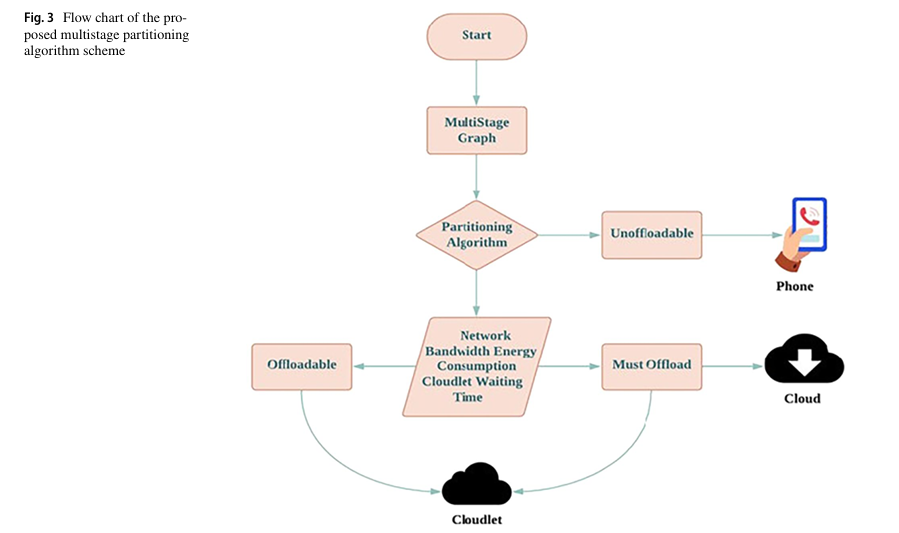 Fig. 3 Flow chart of the pro-
posed multistage partitioning
algorithm scheme
Start
MultiStage
Graph
Partitioning
Algorithm
Unoffloadable
Phone
Network
Bandwidth Energy
Consumption
Cloudlet Waiting
Time
Offloadable
Must Offload
Cloud
Cloudlet